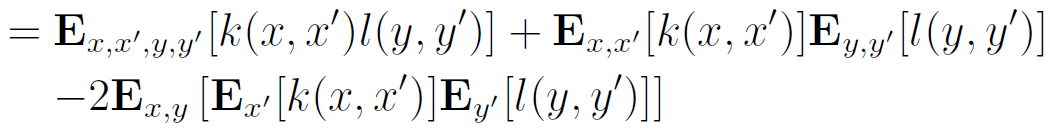 = E_{x,x′,y,y′}[k(x, x′)l(y, y′)] + E_{x,x′}[k(x, x′)]E_{y,y′}[l(y, y′)]
−2E_{x,y} [E_{x′}[k(x, x′)]E_{y′}[l(y, y′)]]